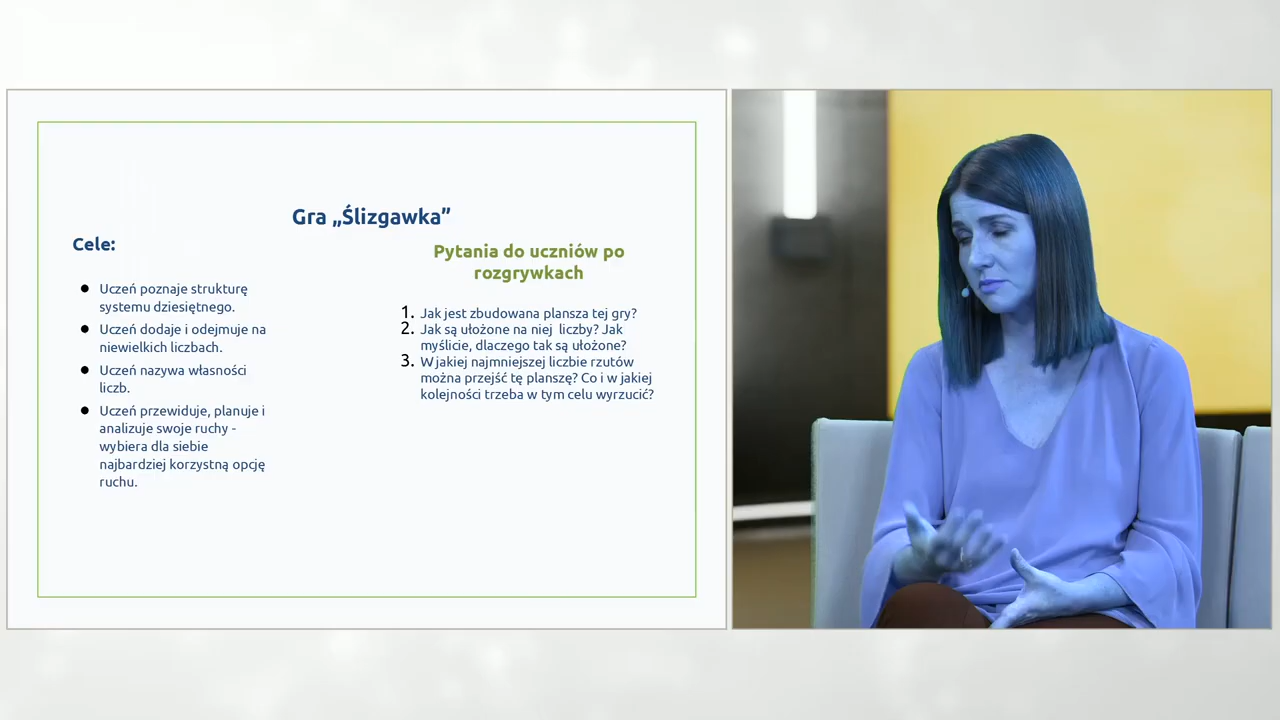 Gra „Ślizgawka”
Cele:
Uczeń poznaje strukturę
systemu dziesiętnego.
Uczeń dodaje i odejmuje na
niewielkich liczbach.
Uczeń nazywa własności
liczb.
Uczeń przewiduje, planuje i
analizuje swoje ruchy -
wybiera dla siebie
najbardziej korzystną opcję
ruchu.
Pytania do uczniów po
rozgrywkach
1. Jak jest zbudowana plansza tej gry?
2. Jak są ułożone na niej liczby? Jak
myślicie, dlaczego tak są ułożone?
3. W jakiej najmniejszej liczbie rzutów
można przejść tę planszę? Co i w jakiej
kolejności trzeba w tym celu wyrzucić?